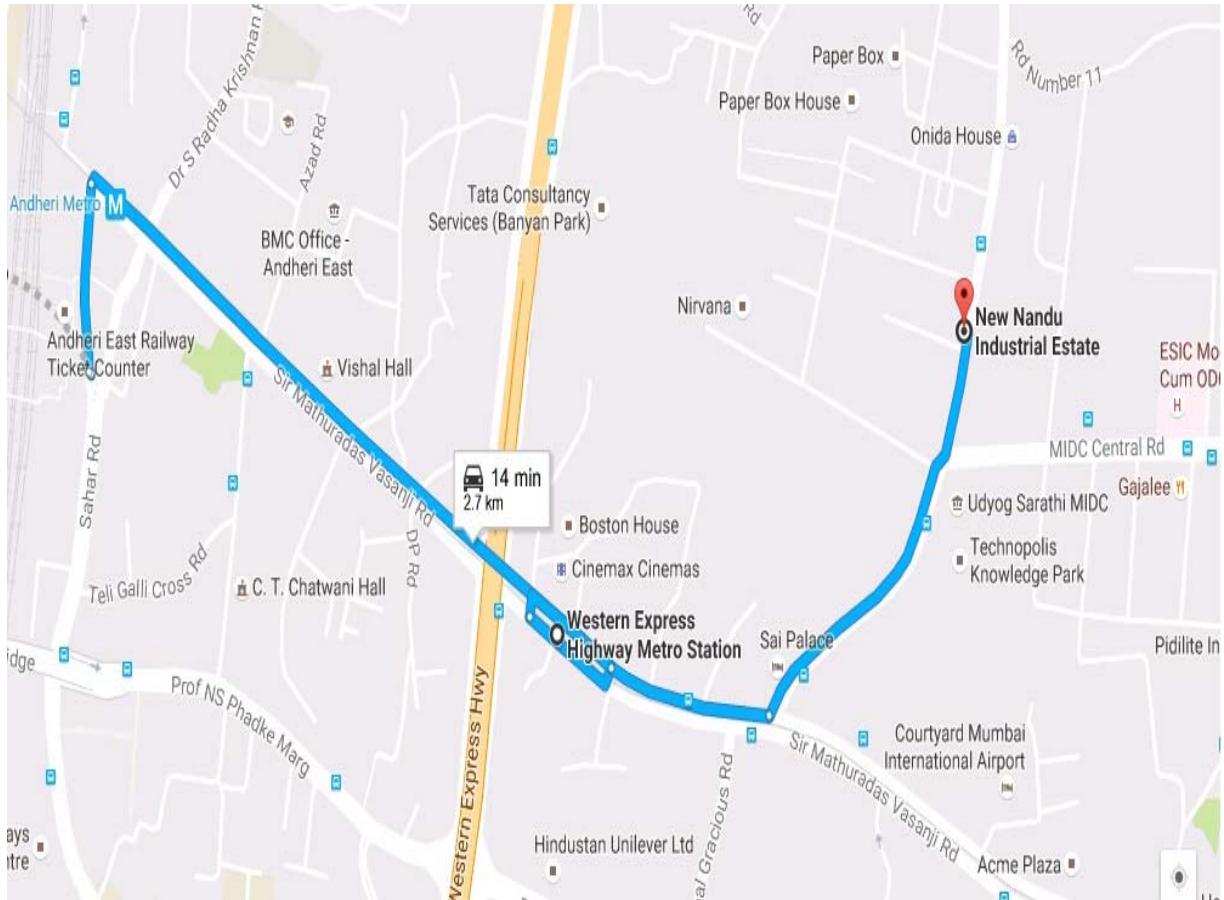 Rd
Paper Box
Rd Number 11
Dr S Radha Krishnan R
Paper Box House
Azad Rd
Onida House
Andheri Metro M
Tata Consultancy
Services (Banyan Park)
BMC Office -
Andheri East
Nirvana
New Nandu
Industrial Estate
Andheri East Railway
Ticket Counter
Vishal Hall
ESIC Mo
Cum OD
H
Sir Mathuradas Vasanji Rd
MIDC Central Rd
14 min
2.7 km
Gajalee
Sahar Rd
Udyog Sarathi MIDC
Boston House
DP Rd
Technopolis
Knowledge Park
Cinemax Cinemas
Teli Galli Cross Rd
C. T. Chatwani Hall
Western Express
Highway Metro Station
Sai Palace
Pidilite In
idge
Prof NS Phadke Marg
Western Express Hwy
Courtyard Mumbai
International Airport
Sir Mathuradas Vasanji Rd
al Gracious Rd
ays
ntre
Hindustan Unilever Ltd
Acme Plaza